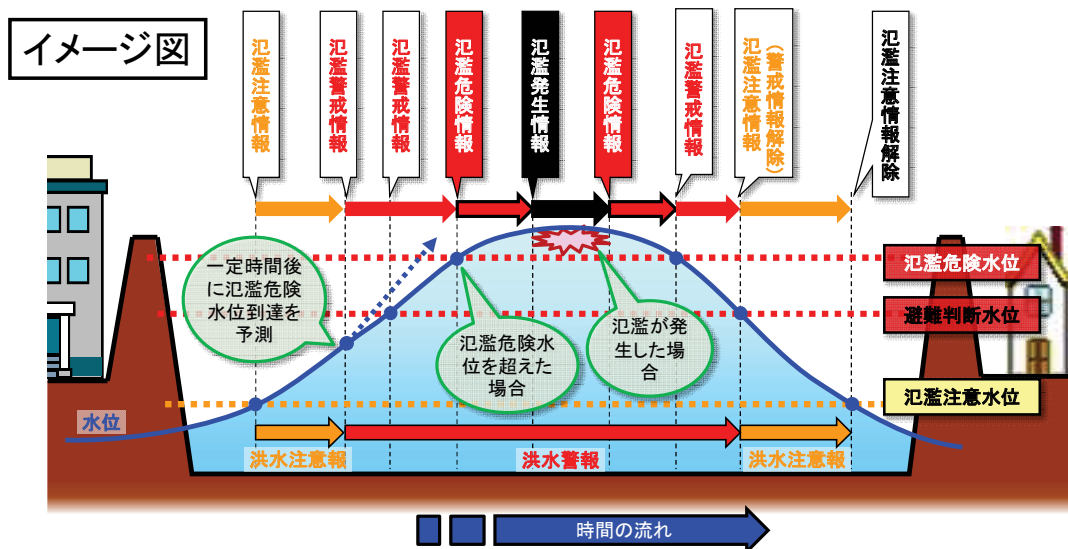 イメージ図
氾濫注意情報
氾濫警戒情報
氾濫警戒情報
氾濫危険情報
氾濫発生情報
氾濫危険情報
氾濫警戒情報
氾濫注意情報
（警戒情報解除）
氾濫注意情報解除
一定時間後
に氾濫危険
水位到達を
予測
氾濫危険水
位を超えた
場合
氾濫が発
生した場
合
氾濫危険水位
避難判断水位
氾濫注意水位
水位
洪水注意報
洪水警報
洪水注意報
時間の流れ